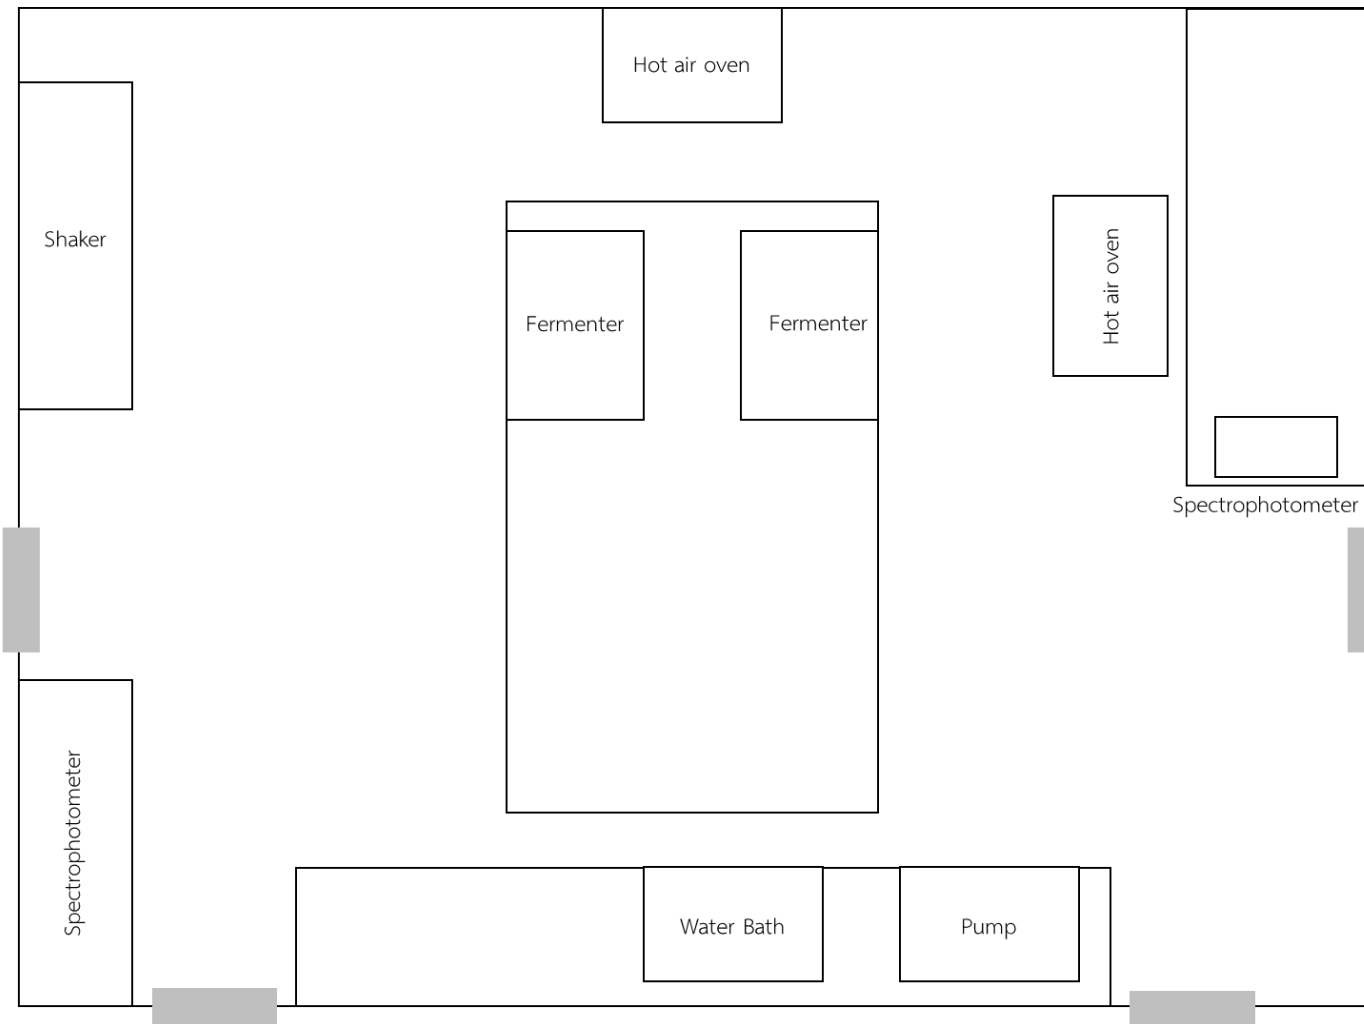 Hot air oven
Shaker
Hot air oven
Fermenter
Fermenter
Spectrophotometer
Spectrophotometer
Water Bath
Pump